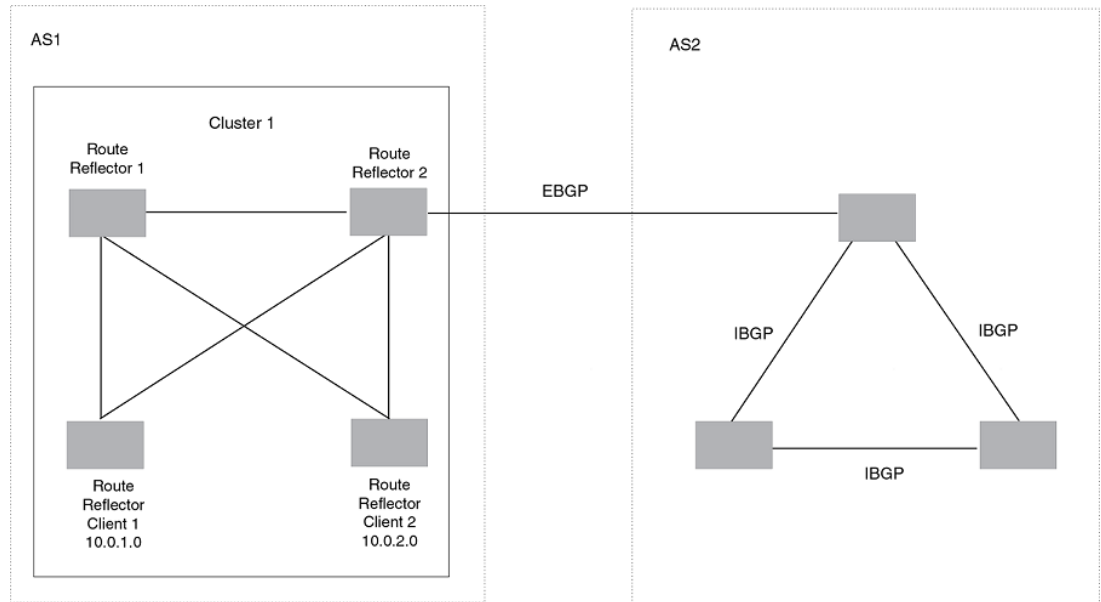 AS1
AS2
Cluster 1
Route
Reflector 1
Route
Reflector 2
EBGP
IBGP
IBGP
IBGP
Route
Reflector
Client 1
10.0.1.0
Route
Reflector
Client 2
10.0.2.0